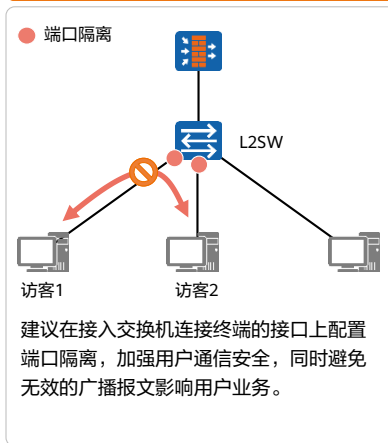 端口隔离
L2SW
访客1
访客2
建议在接入交换机连接终端的接口上配置
端口隔离，加强用户通信安全，同时避免
无效的广播报文影响用户业务。